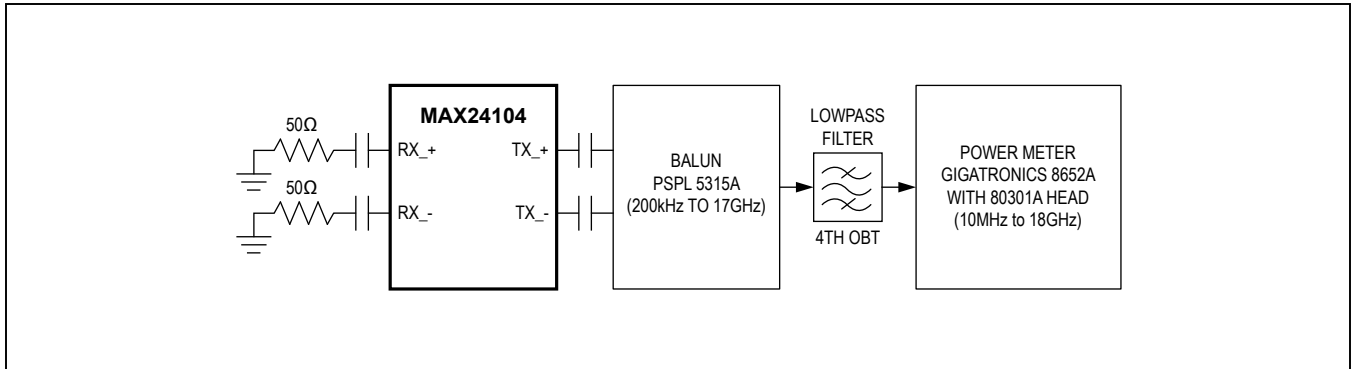 50Ω
50Ω
MAX24104
RX_+
TX_+
RX_-
TX_-
BALUN
PSPL 5315A
(200kHz TO 17GHz)
LOWPASS
FILTER
4TH OBT
POWER METER
GIGATRONICS 8652A
WITH 80301A HEAD
(10MHz to 18GHz)